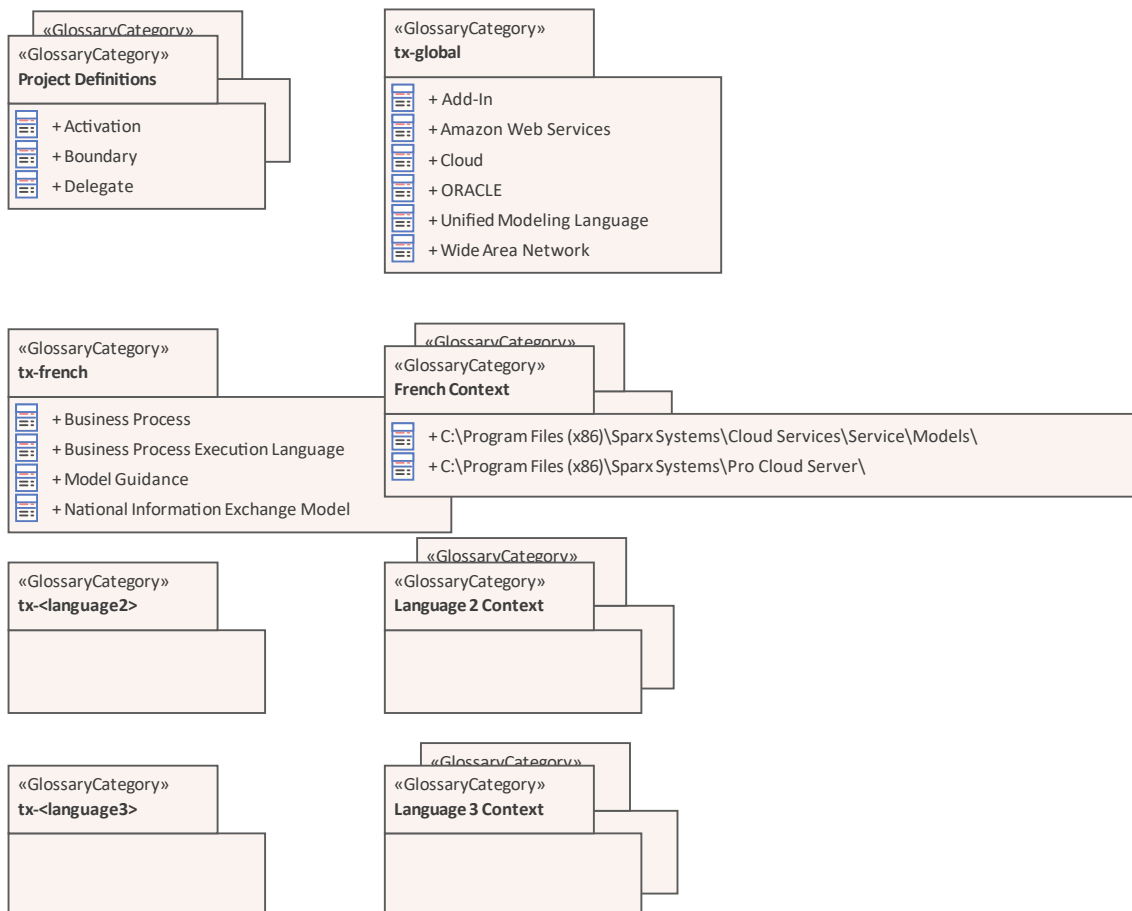 «GlossaryCategory»
«GlossaryCategory»
Project Definitions
+ Activation
+ Boundary
+ Delegate
«GlossaryCategory»
tx-global
+ Add-In
+ Amazon Web Services
+ Cloud
+ ORACLE
+ Unified Modeling Language
+ Wide Area Network
«GlossaryCategory»
tx-french
+ Business Process
+ Business Process Execution Language
+ Model Guidance
+ National Information Exchange Model
«GlossaryCategory»
«GlossaryCategory»
French Context
+ C:\Program Files (x86)\Sparx Systems\Cloud Services\Service\Models\
+ C:\Program Files (x86)\Sparx Systems\Pro Cloud Server\
«GlossaryCategory»
tx-<language2>
«GlossaryCategory»
«GlossaryCategory»
Language 2 Context
«GlossaryCategory»
tx-<language3>
«GlossaryCategory»
«GlossaryCategory»
Language 3 Context